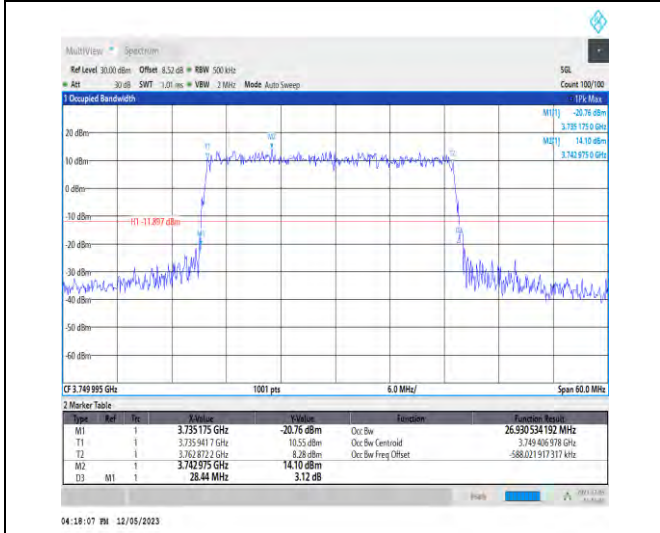 MultiView Spectrum
Ref Level 30.00 dBm Offset 8.52 dB RBW 500 kHz SGL
Att 30 dB SWT 1.01 ms VBW 2 MHz Mode Auto Sweep Count 100/100
1 Occupied Bandwidth 1Pk Max
M1[1] -20.76 dBm
3.735 175 0 GHz
M2[1] 14.10 dBm
3.742 975 0 GHz
20 dBm
M2
T1 T2
10 dBm
0 dBm
-10 dBm
H1 -11.897 dBm
M1
-20 dBm
-30 dBm
-40 dBm
-50 dBm
-60 dBm
CF 3.749 995 GHz 1001 pts 6.0 MHz/ Span 60.0 MHz
2 Marker Table
Type Ref Trc X-Value Y-Value Function Function Result
M1 1 3.735 175 GHz -20.76 dBm Occ Bw 26.930 534 192 MHz
T1 1 3.735 941 7 GHz 10.55 dBm Occ Bw Centroid 3.749 406 978 GHz
T2 1 3.762 872 2 GHz 8.28 dBm Occ Bw Freq Offset -588.021 917 317 kHz
M2 1 3.742 975 GHz 14.10 dBm
D3 M1 1 28.44 MHz 3.12 dB
04:18:07 PM 12/05/2023